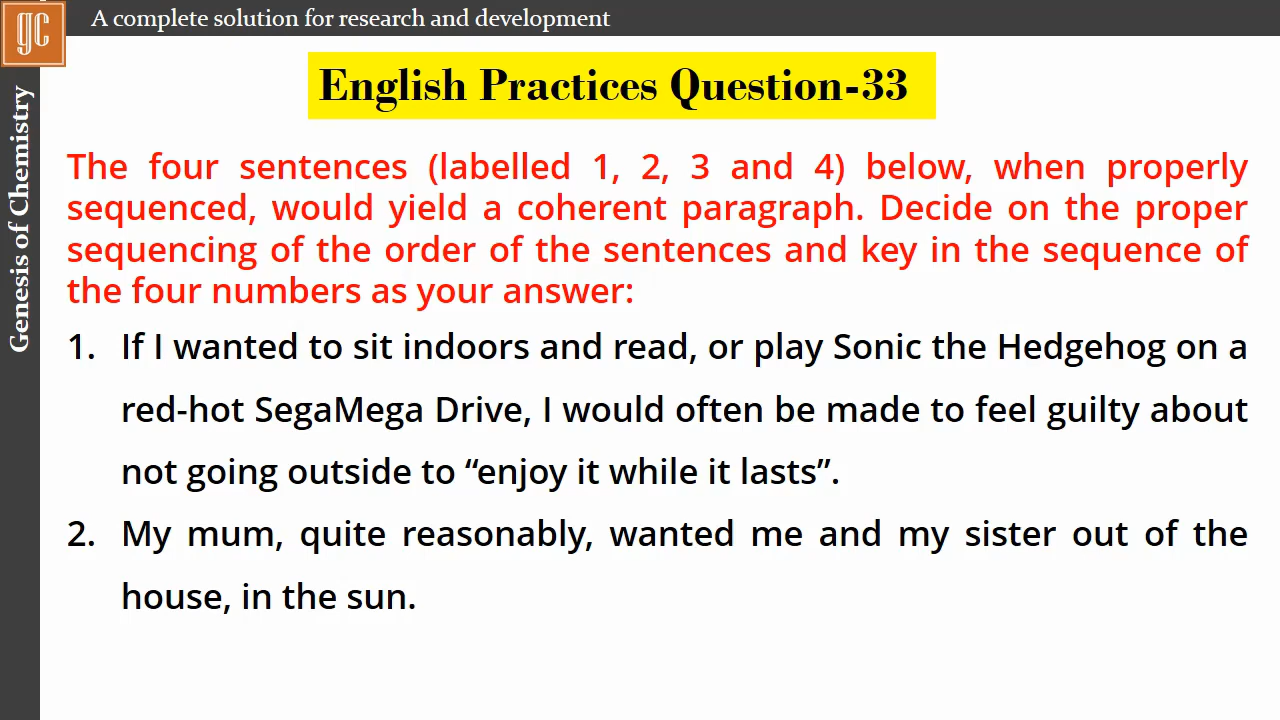 A complete solution for research and development
gc
Genesis of Chemistry
English Practices Question-33
The four sentences (labelled 1, 2, 3 and 4) below, when properly
sequenced, would yield a coherent paragraph. Decide on the proper
sequencing of the order of the sentences and key in the sequence of
the four numbers as your answer:
1. If I wanted to sit indoors and read, or play Sonic the Hedgehog on a
red-hot SegaMega Drive, I would often be made to feel guilty about
not going outside to “enjoy it while it lasts”.
2. My mum, quite reasonably, wanted me and my sister out of the
house, in the sun.